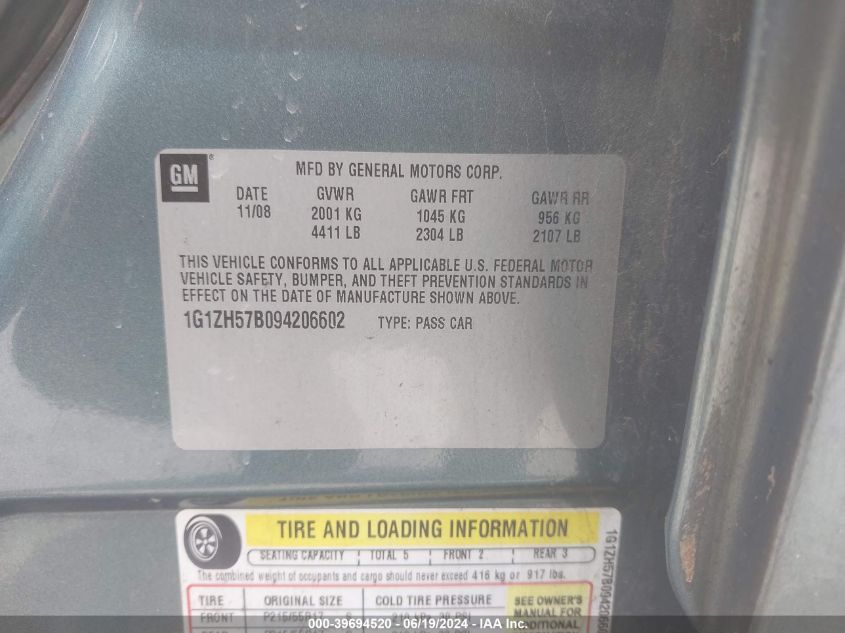 GM ® MFD BY GENERAL MOTORS CORP.
DATE GVWR GAWR FRT GAWR RR
11/08 2001 KG 1045 KG 956 KG
4411 LB 2304 LB 2107 LB
THIS VEHICLE CONFORMS TO ALL APPLICABLE U.S. FEDERAL MOTOR
VEHICLE SAFETY, BUMPER, AND THEFT PREVENTION STANDARDS IN
EFFECT ON THE DATE OF MANUFACTURE SHOWN ABOVE.
1G1ZH57B094206602 TYPE: PASS CAR
TIRE AND LOADING INFORMATION
SEATING CAPACITY TOTAL 5 FRONT 2 REAR 3
The combined weight of occupants and cargo should never exceed 416 kg or 917 lbs.
TIRE ORIGINAL SIZE COLD TIRE PRESSURE
SEE OWNER'S
MANUAL FOR
ADDITIONAL
FRONT P215/55R17
000-39694520 - 06/19/2024 - © IAA, Inc.